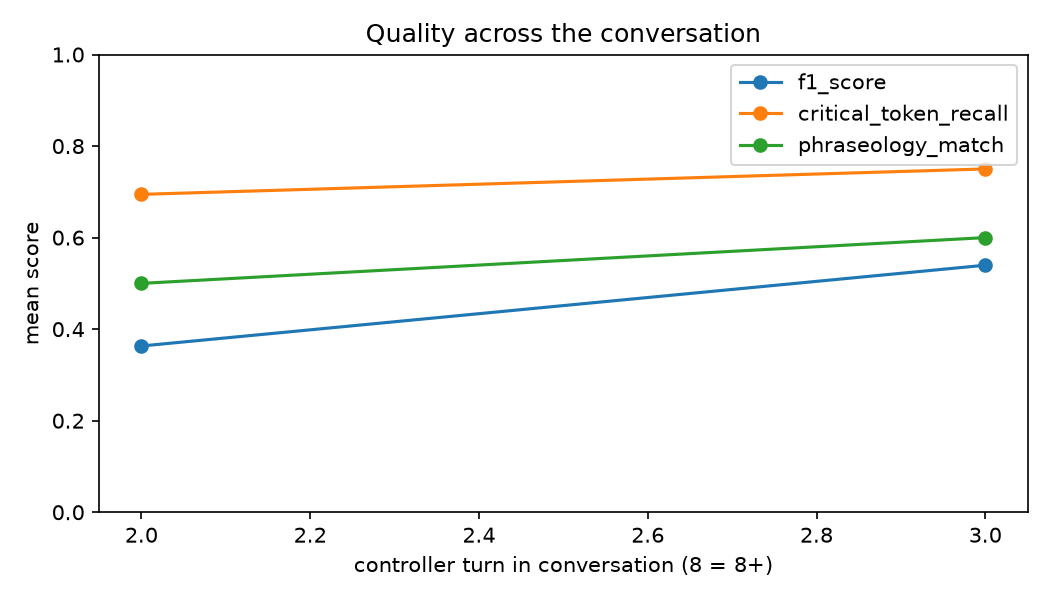 Quality across the conversation
1.0
f1_score
critical_token_recall
phraseology_match
0.8
0.6
0.4
0.2
0.0
mean score
2.0 2.2 2.4 2.6 2.8 3.0
controller turn in conversation (8 = 8+)